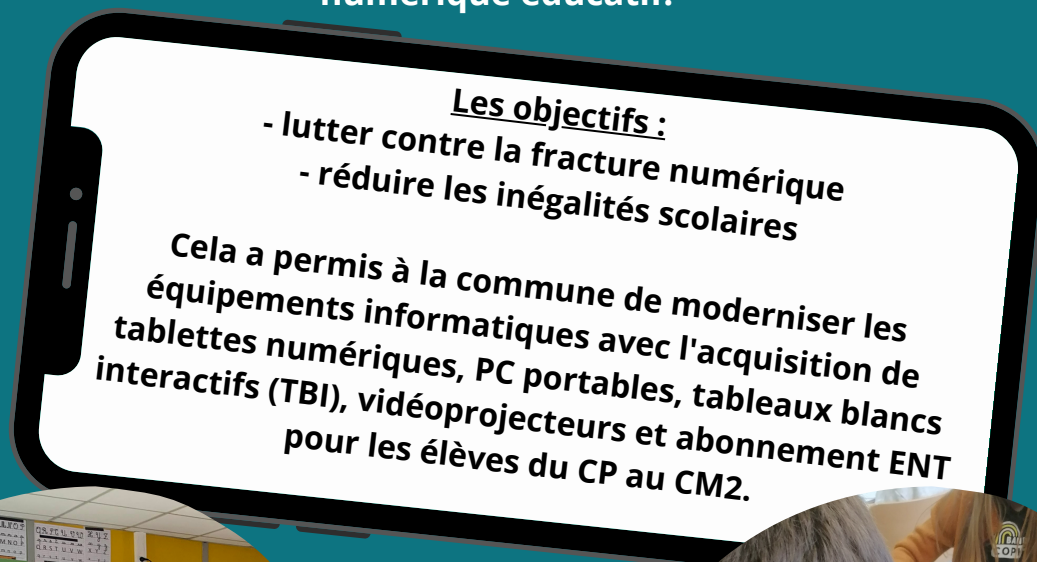 numérique éducatif.
Les objectifs :
- lutter contre la fracture numérique
- réduire les inégalités scolaires
Cela a permis à la commune de moderniser les
équipements informatiques avec l'acquisition de
tablettes numériques, PC portables, tableaux blancs
interactifs (TBI), vidéoprojecteurs et abonnement ENT
pour les élèves du CP au CM2.